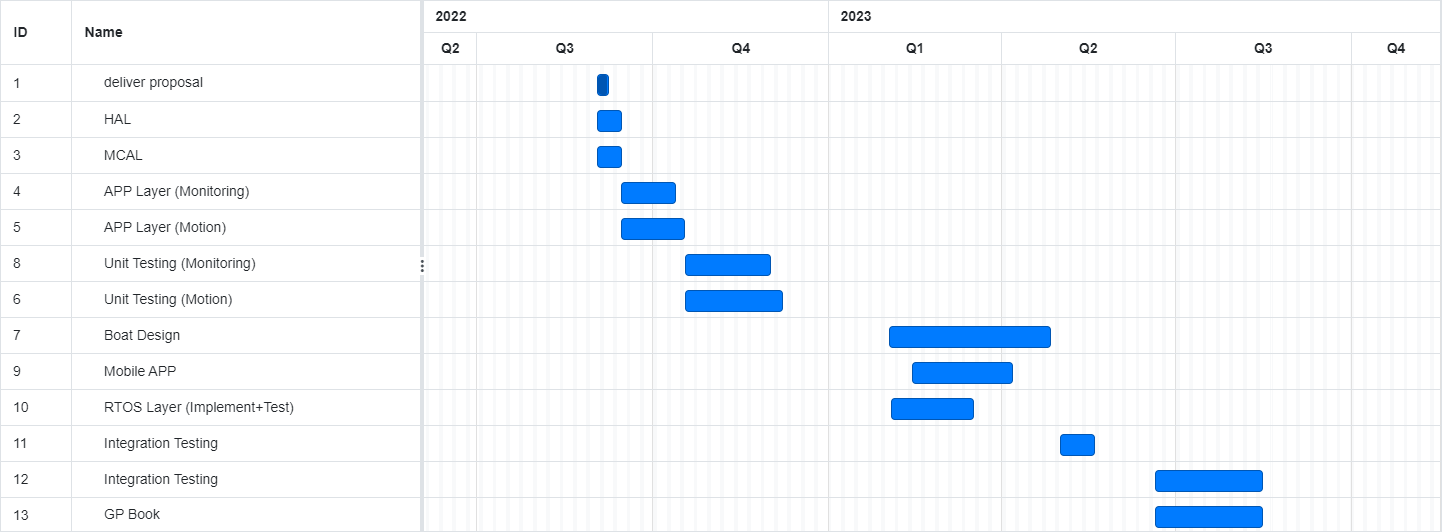 ID Name 2022 2023
Q2 Q3 Q4 Q1 Q2 Q3 Q4
1 deliver proposal
2 HAL
3 MCAL
4 APP Layer (Monitoring)
5 APP Layer (Motion)
8 Unit Testing (Monitoring)
6 Unit Testing (Motion)
7 Boat Design
9 Mobile APP
10 RTOS Layer (Implement+Test)
11 Integration Testing
12 Integration Testing
13 GP Book